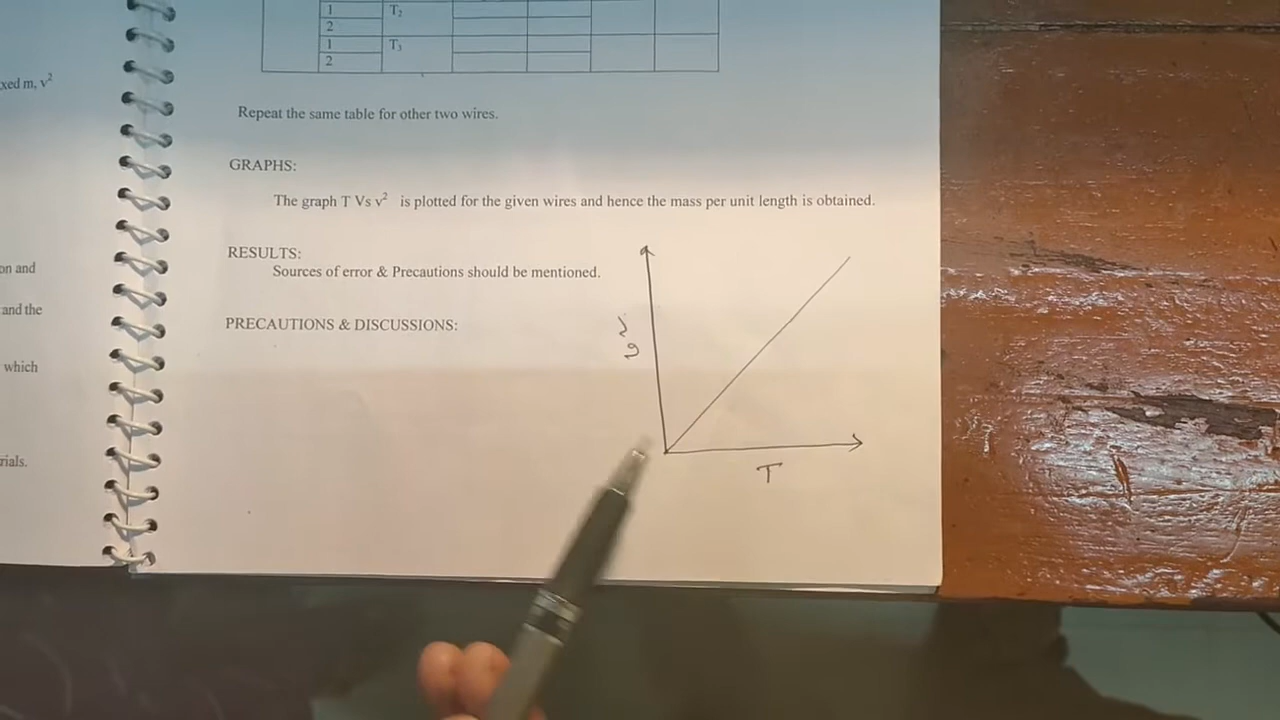 xed m, v²
on and
and the
which
rials.
1 T₂
2
1 T₃
2
Repeat the same table for other two wires.
GRAPHS:
The graph T Vs v² is plotted for the given wires and hence the mass per unit length is obtained.
RESULTS:
Sources of error & Precautions should be mentioned.
PRECAUTIONS & DISCUSSIONS:
v²
T